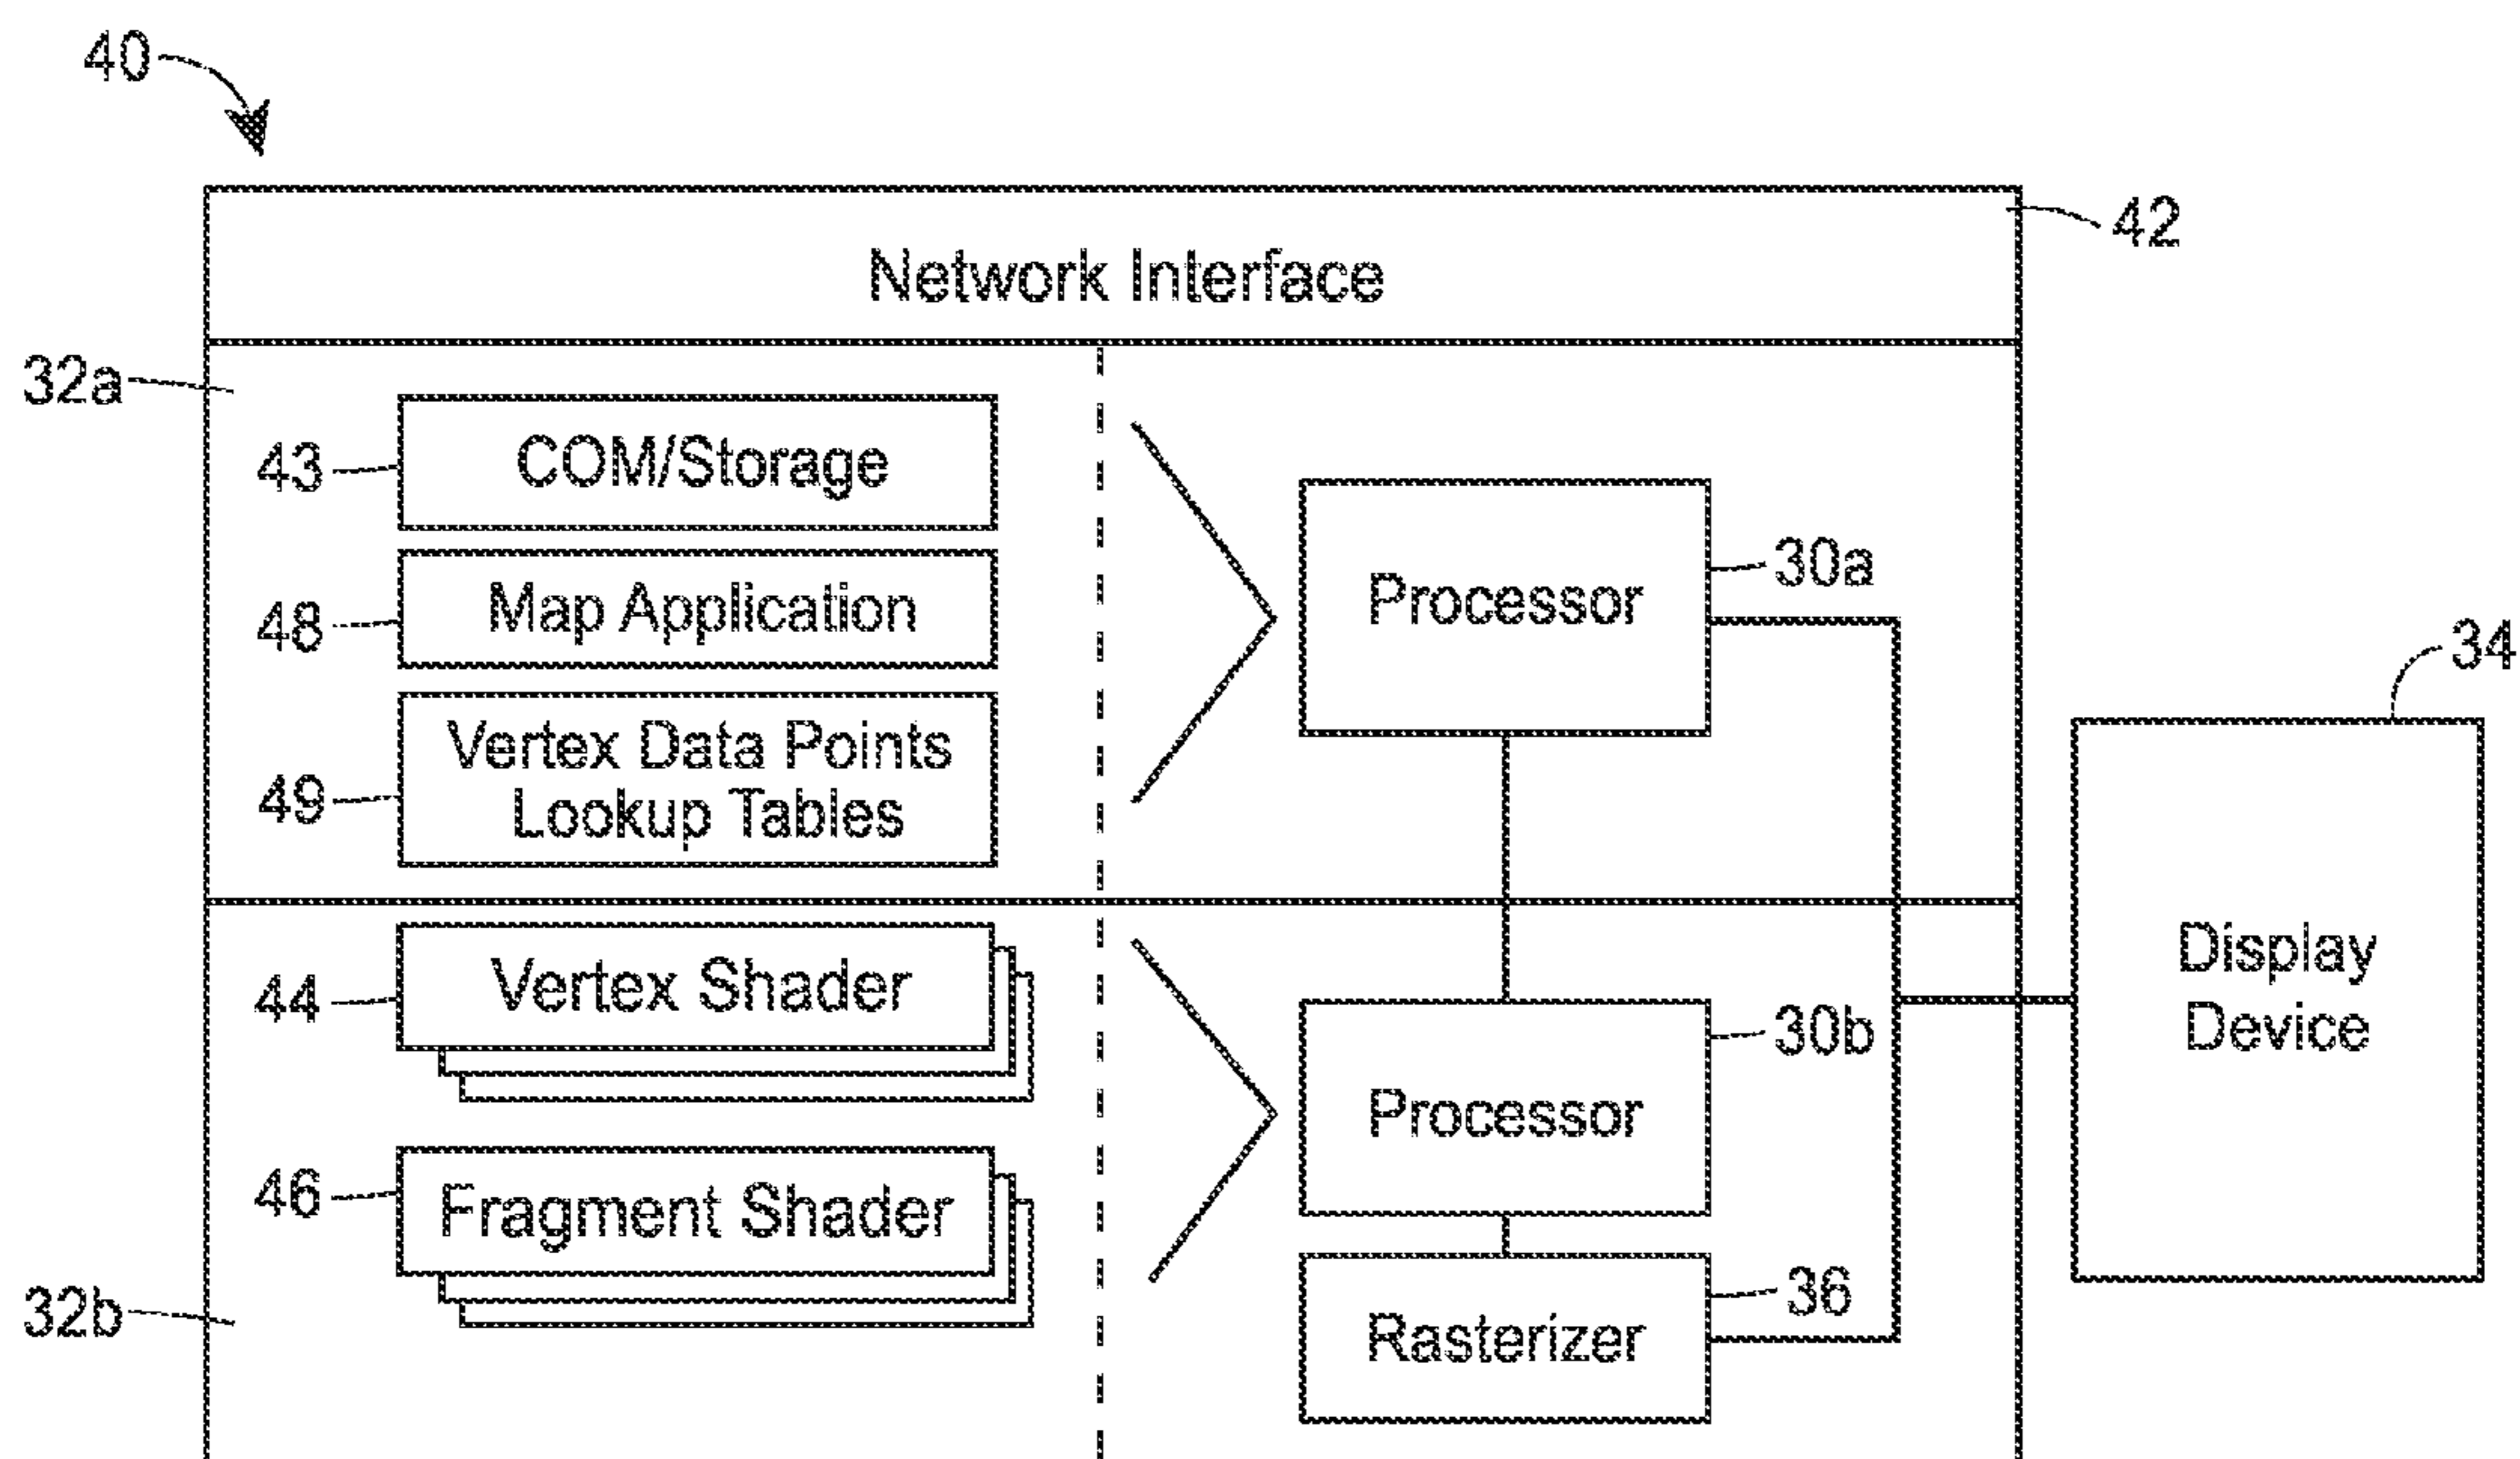 40
42
Network Interface
32a
43
COM/Storage
48
Map Application
49
Vertex Data Points
Lookup Tables
Processor
30a
34
44
Vertex Shader
46
Fragment Shader
32b
Processor
30b
Rasterizer
36
Display
Device